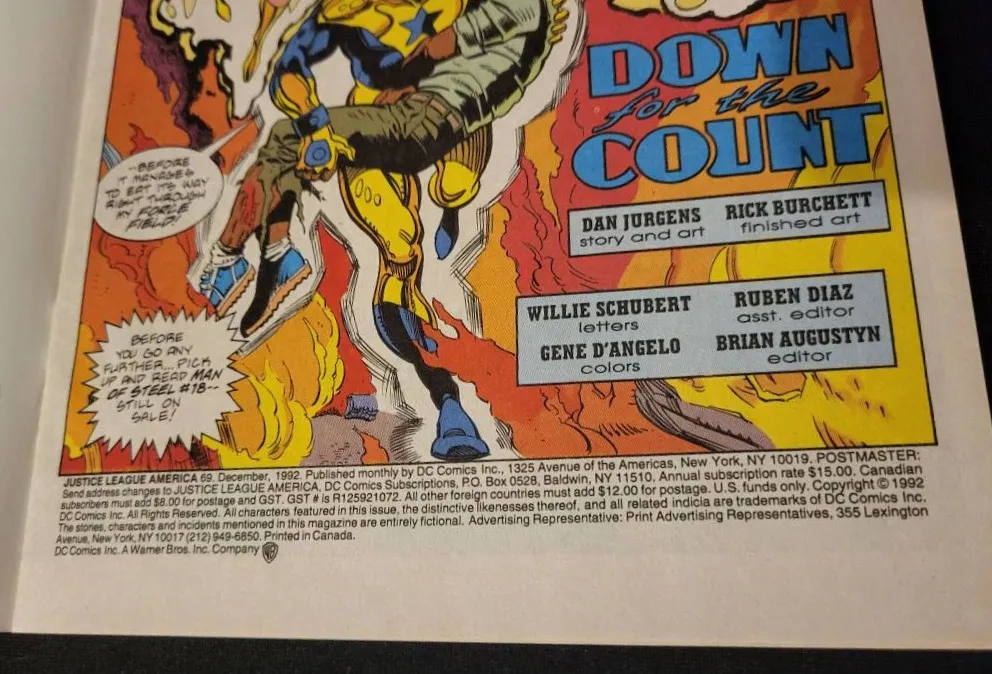 DOWN
for the
COUNT
--BEFORE
IT MANAGES
TO EAT ITS WAY
RIGHT THROUGH
MY FORCE
FIELD!
DAN JURGENS
story and art
RICK BURCHETT
finished art
WILLIE SCHUBERT
letters
RUBEN DIAZ
asst. editor
GENE D'ANGELO
colors
BRIAN AUGUSTYN
editor
BEFORE
YOU GO ANY
FURTHER... PICK
UP AND READ MAN
OF STEEL #18--
STILL ON
SALE!
JUSTICE LEAGUE AMERICA 69. December, 1992. Published monthly by DC Comics Inc., 1325 Avenue of the Americas, New York, NY 10019. POSTMASTER:
Send address changes to JUSTICE LEAGUE AMERICA, DC Comics Subscriptions, P.O. Box 0528, Baldwin, NY 11510. Annual subscription rate $15.00. Canadian
subscribers must add $8.00 for postage and GST. GST # is R125921072. All other foreign countries must add $12.00 for postage. U.S. funds only. Copyright © 1992
DC Comics Inc. All Rights Reserved. All characters featured in this issue, the distinctive likenesses thereof, and all related indicia are trademarks of DC Comics Inc.
The stories, characters and incidents mentioned in this magazine are entirely fictional. Advertising Representative: Print Advertising Representatives, 355 Lexington
Avenue, New York, NY 10017 (212) 949-6850. Printed in Canada.
DC Comics Inc. A Warner Bros. Inc. Company